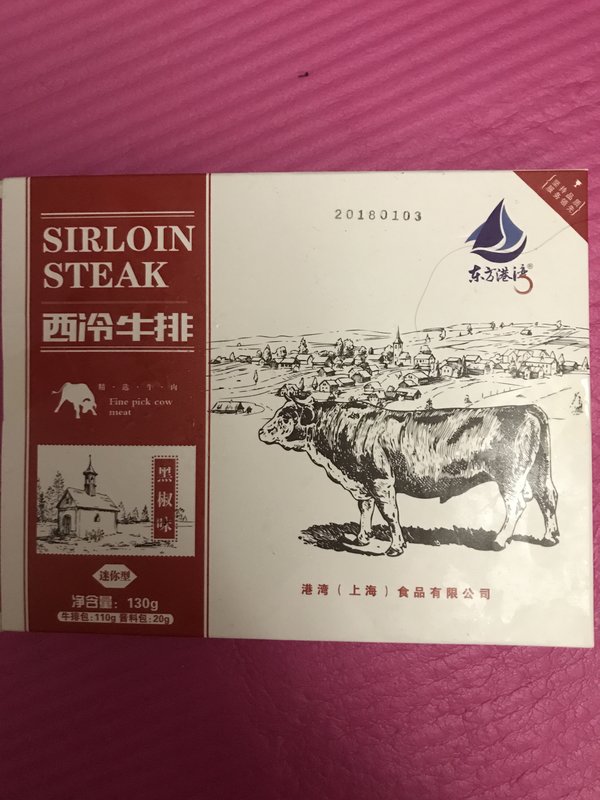 SIRLOIN
STEAK
西冷牛排
精·选·牛·肉
Fine pick cow
meat
黑椒味
迷你型
净含量：130g
牛排包：110g 酱料包：20g
20180103
东方港湾®
港湾（上海）食品有限公司